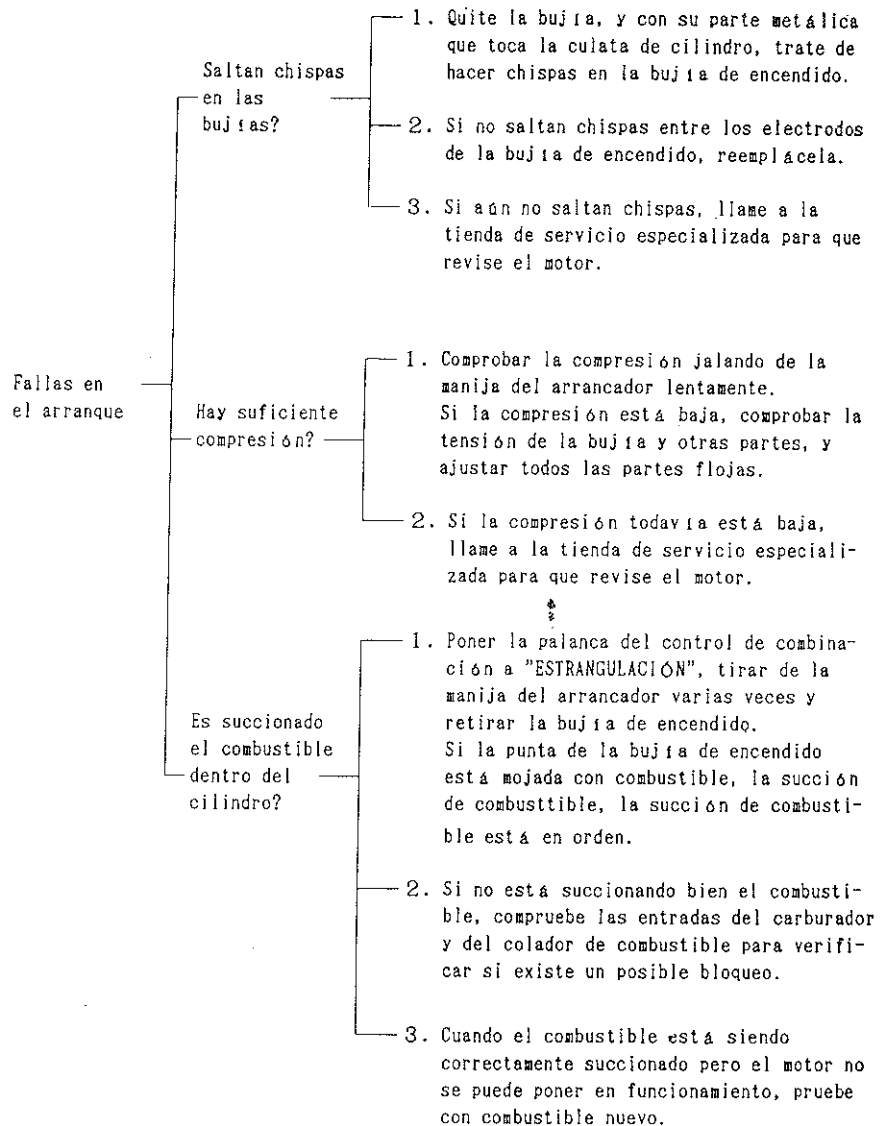 Fallas en
el arranque
Saltan chispas
en las
bujías?
1. Quite la bujía, y con su parte metálica
que toca la culata de cilindro, trate de
hacer chispas en la bujía de encendido.
2. Si no saltan chispas entre los electrodos
de la bujía de encendido, reemplácela.
3. Si aún no saltan chispas, llame a la
tienda de servicio especializada para que
revise el motor.
Hay suficiente
compresión?
1. Comprobar la compresión jalando de la
manija del arrancador lentamente.
Si la compresión está baja, comprobar la
tensión de la bujía y otras partes, y
ajustar todos las partes flojas.
2. Si la compresión todavía está baja,
llame a la tienda de servicio especiali-
zada para que revise el motor.
Es succionado
el combustible
dentro del
cilindro?
1. Poner la palanca del control de combina-
ción a "ESTRANGULACIÓN", tirar de la
manija del arrancador varias veces y
retirar la bujía de encendido.
Si la punta de la bujía de encendido
está mojada con combustible, la succión
de combusttible, la succión de combusti-
ble está en orden.
2. Si no está succionando bien el combusti-
ble, compruebe las entradas del carburador
y del colador de combustible para verifi-
car si existe un posible bloqueo.
3. Cuando el combustible está siendo
correctamente succionado pero el motor no
se puede poner en funcionamiento, pruebe
con combustible nuevo.